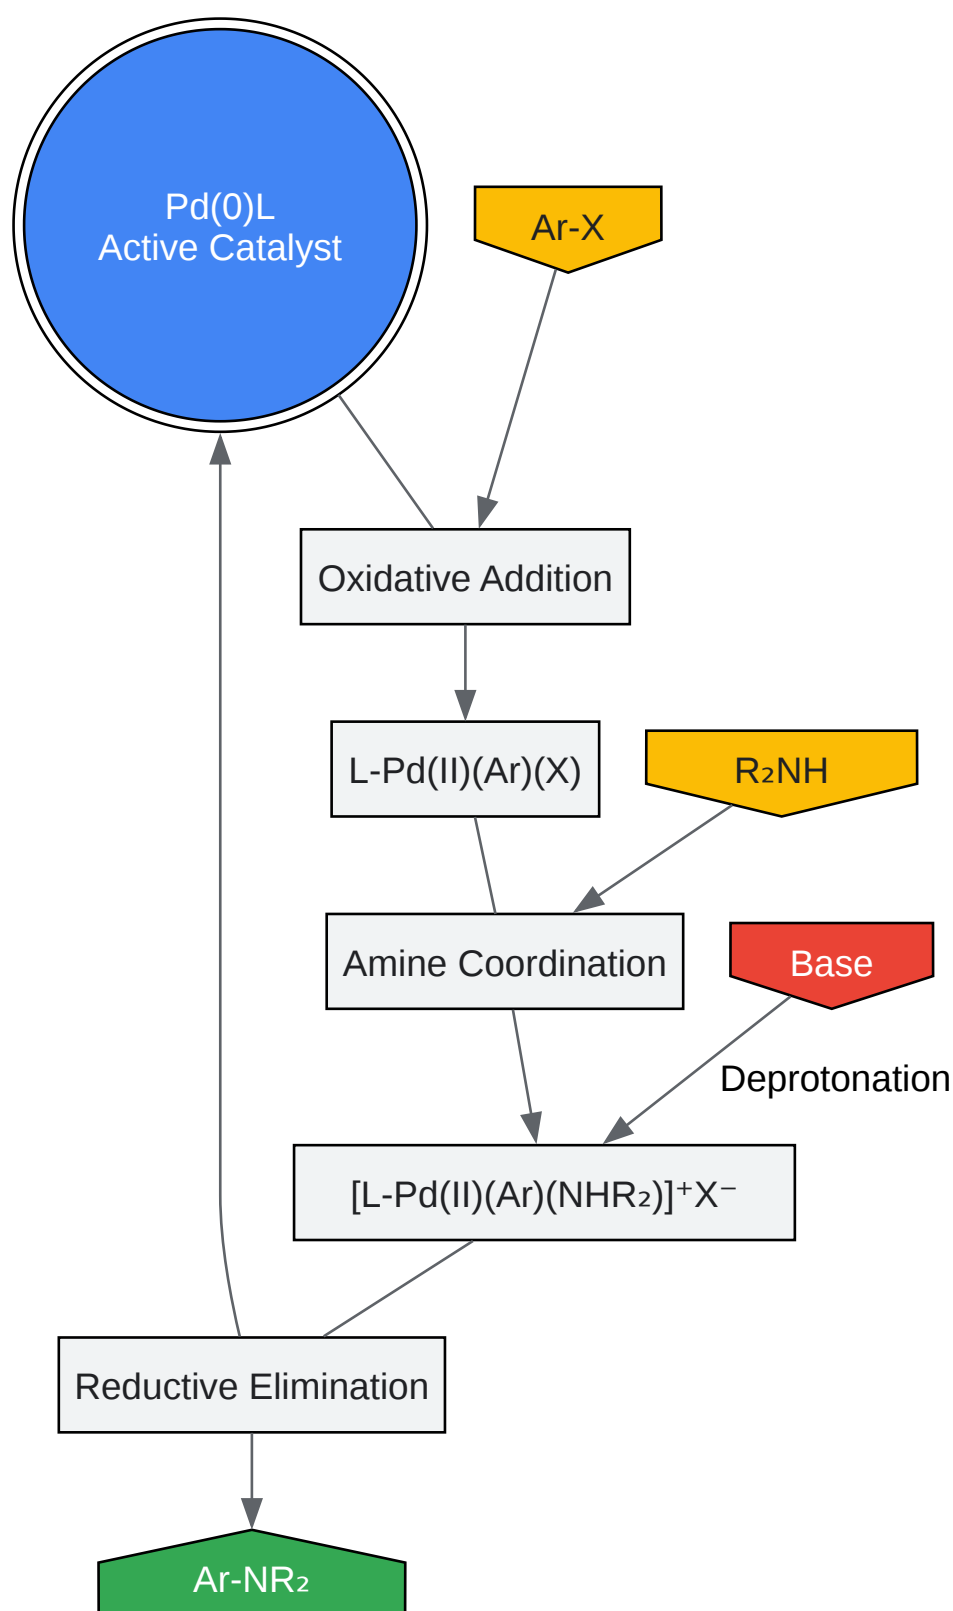 Pd(0)L
Active Catalyst
Ar-X
Oxidative Addition
L-Pd(II)(Ar)(X)
R₂NH
Amine Coordination
Base
Deprotonation
[L-Pd(II)(Ar)(NHR₂)]⁺X⁻
Reductive Elimination
Ar-NR₂